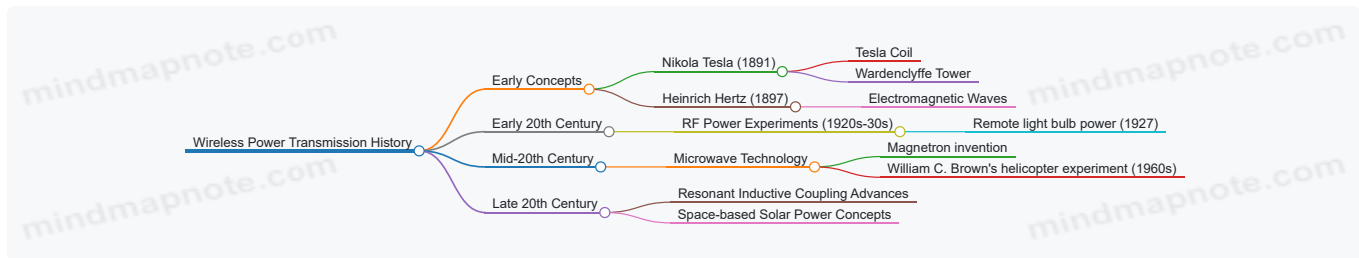 mindmapnote.com
mindmapnote.com
Wireless Power Transmission History
Early Concepts
Nikola Tesla (1891)
Tesla Coil
Wardenclyffe Tower
Heinrich Hertz (1897)
Electromagnetic Waves
Early 20th Century
RF Power Experiments (1920s-30s)
Remote light bulb power (1927)
Mid-20th Century
Microwave Technology
Magnetron invention
William C. Brown's helicopter experiment (1960s)
Late 20th Century
Resonant Inductive Coupling Advances
Space-based Solar Power Concepts
mindmapnote.com
mindmapnote.com